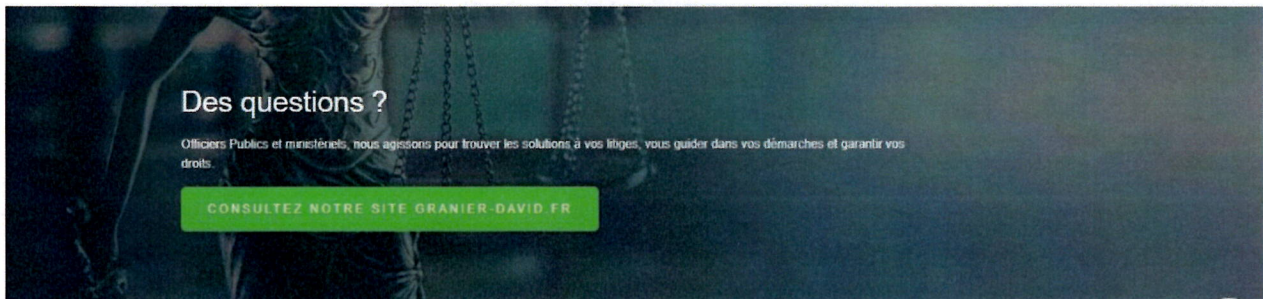 Des questions ?
Officiers Publics et ministériels, nous agissons pour trouver les solutions à vos litiges, vous guider dans vos démarches et garantir vos
droits.
CONSULTEZ NOTRE SITE GRANIER-DAVID.FR